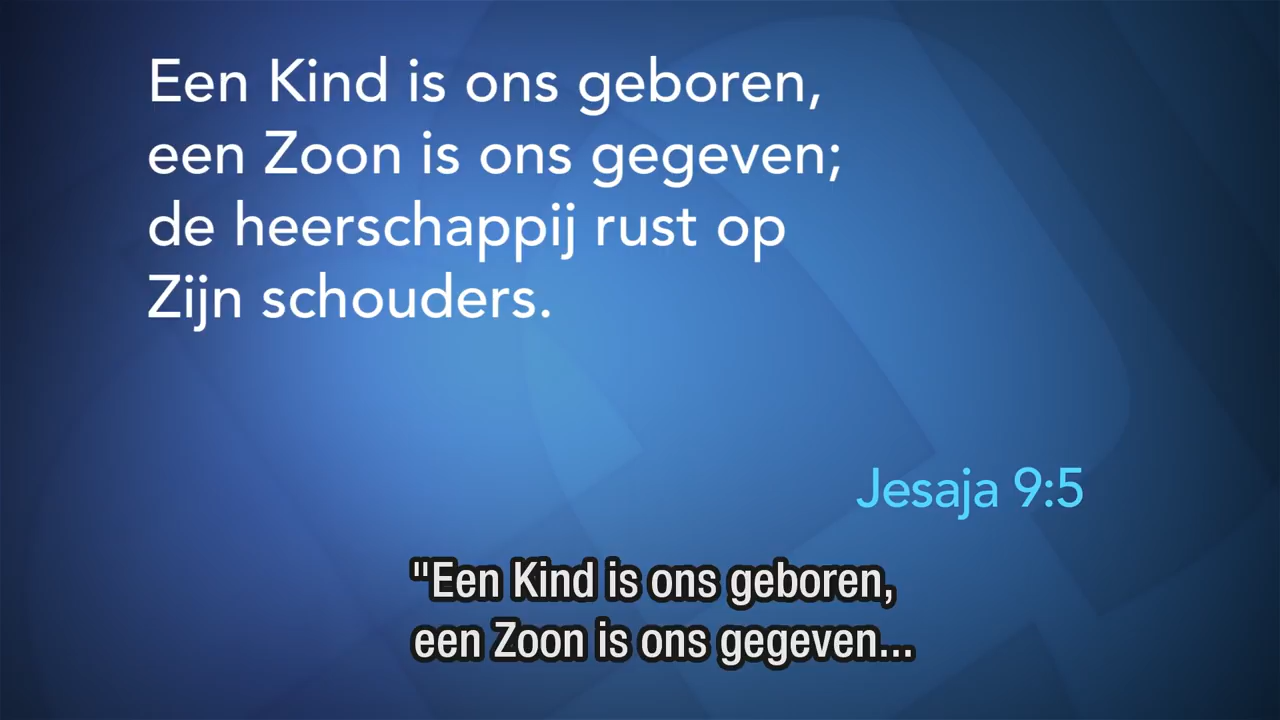 Een Kind is ons geboren,
een Zoon is ons gegeven;
de heerschappij rust op
Zijn schouders.
Jesaja 9:5
"Een Kind is ons geboren,
een Zoon is ons gegeven...